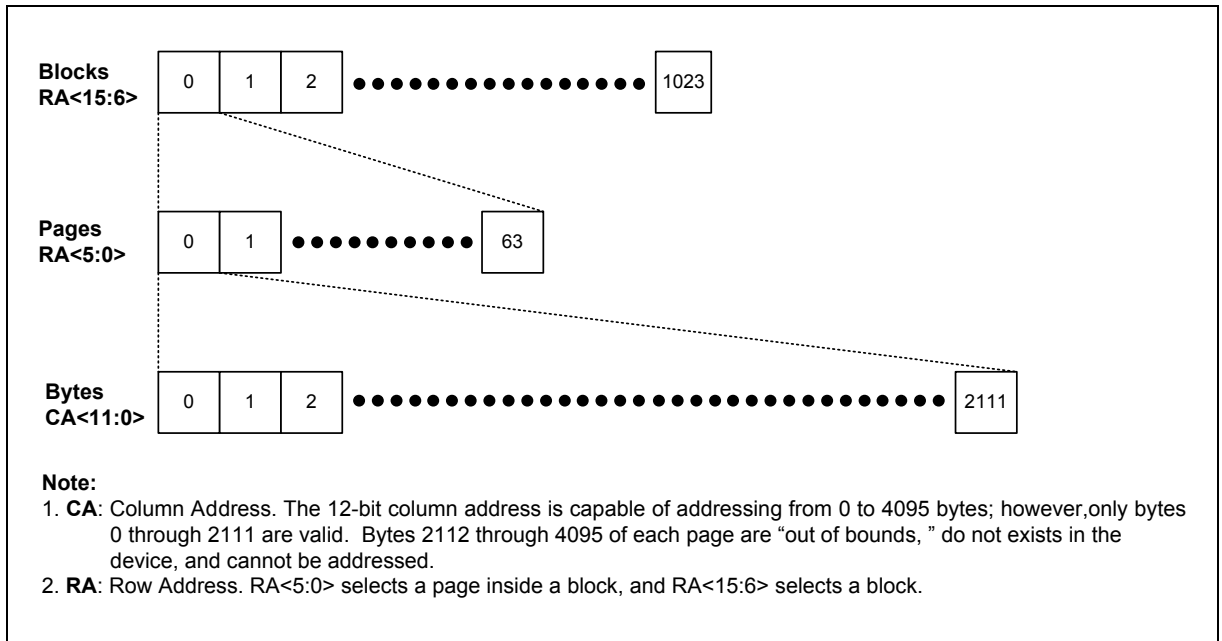 Blocks
RA<15:6>
0 1 2 1023
Pages
RA<5:0>
0 1 63
Bytes
CA<11:0>
0 1 2 2111
Note:
1. CA: Column Address. The 12-bit column address is capable of addressing from 0 to 4095 bytes; however,only bytes
0 through 2111 are valid. Bytes 2112 through 4095 of each page are “out of bounds, ” do not exists in the
device, and cannot be addressed.
2. RA: Row Address. RA<5:0> selects a page inside a block, and RA<15:6> selects a block.